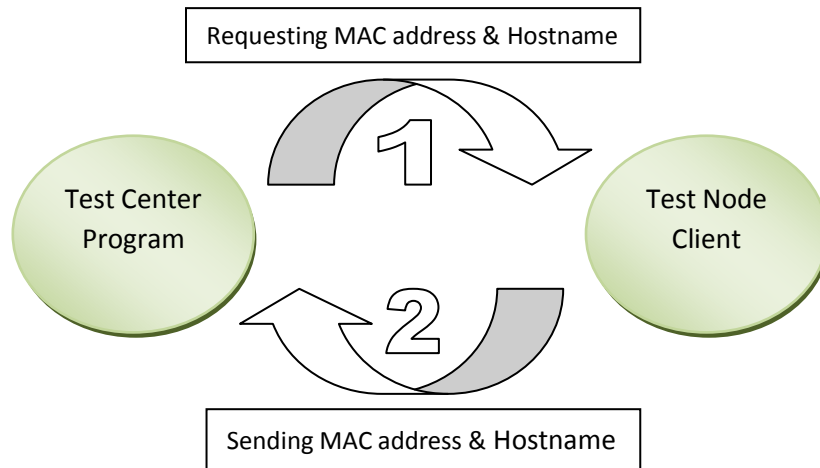 Requesting MAC address & Hostname
1
Test Center
Program
Test Node
Client
2
Sending MAC address & Hostname